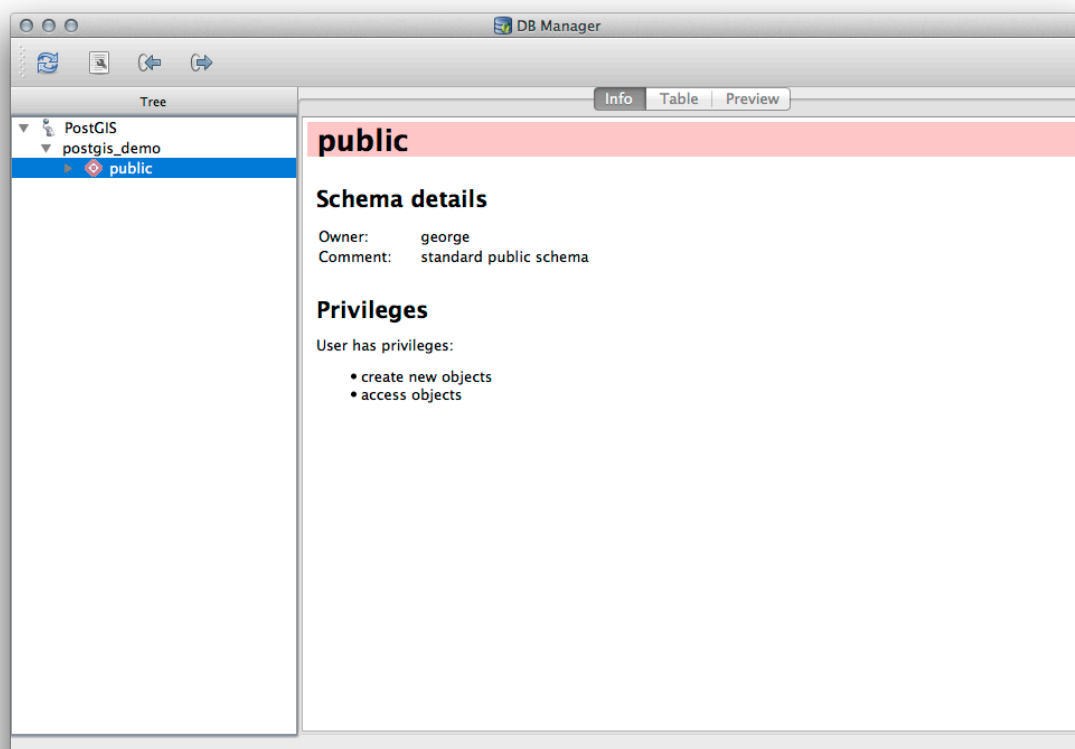 DB Manager
Tree
Info Table Preview
PostGIS
postgis_demo
public
public
Schema details
Owner: george
Comment: standard public schema
Privileges
User has privileges:
• create new objects
• access objects